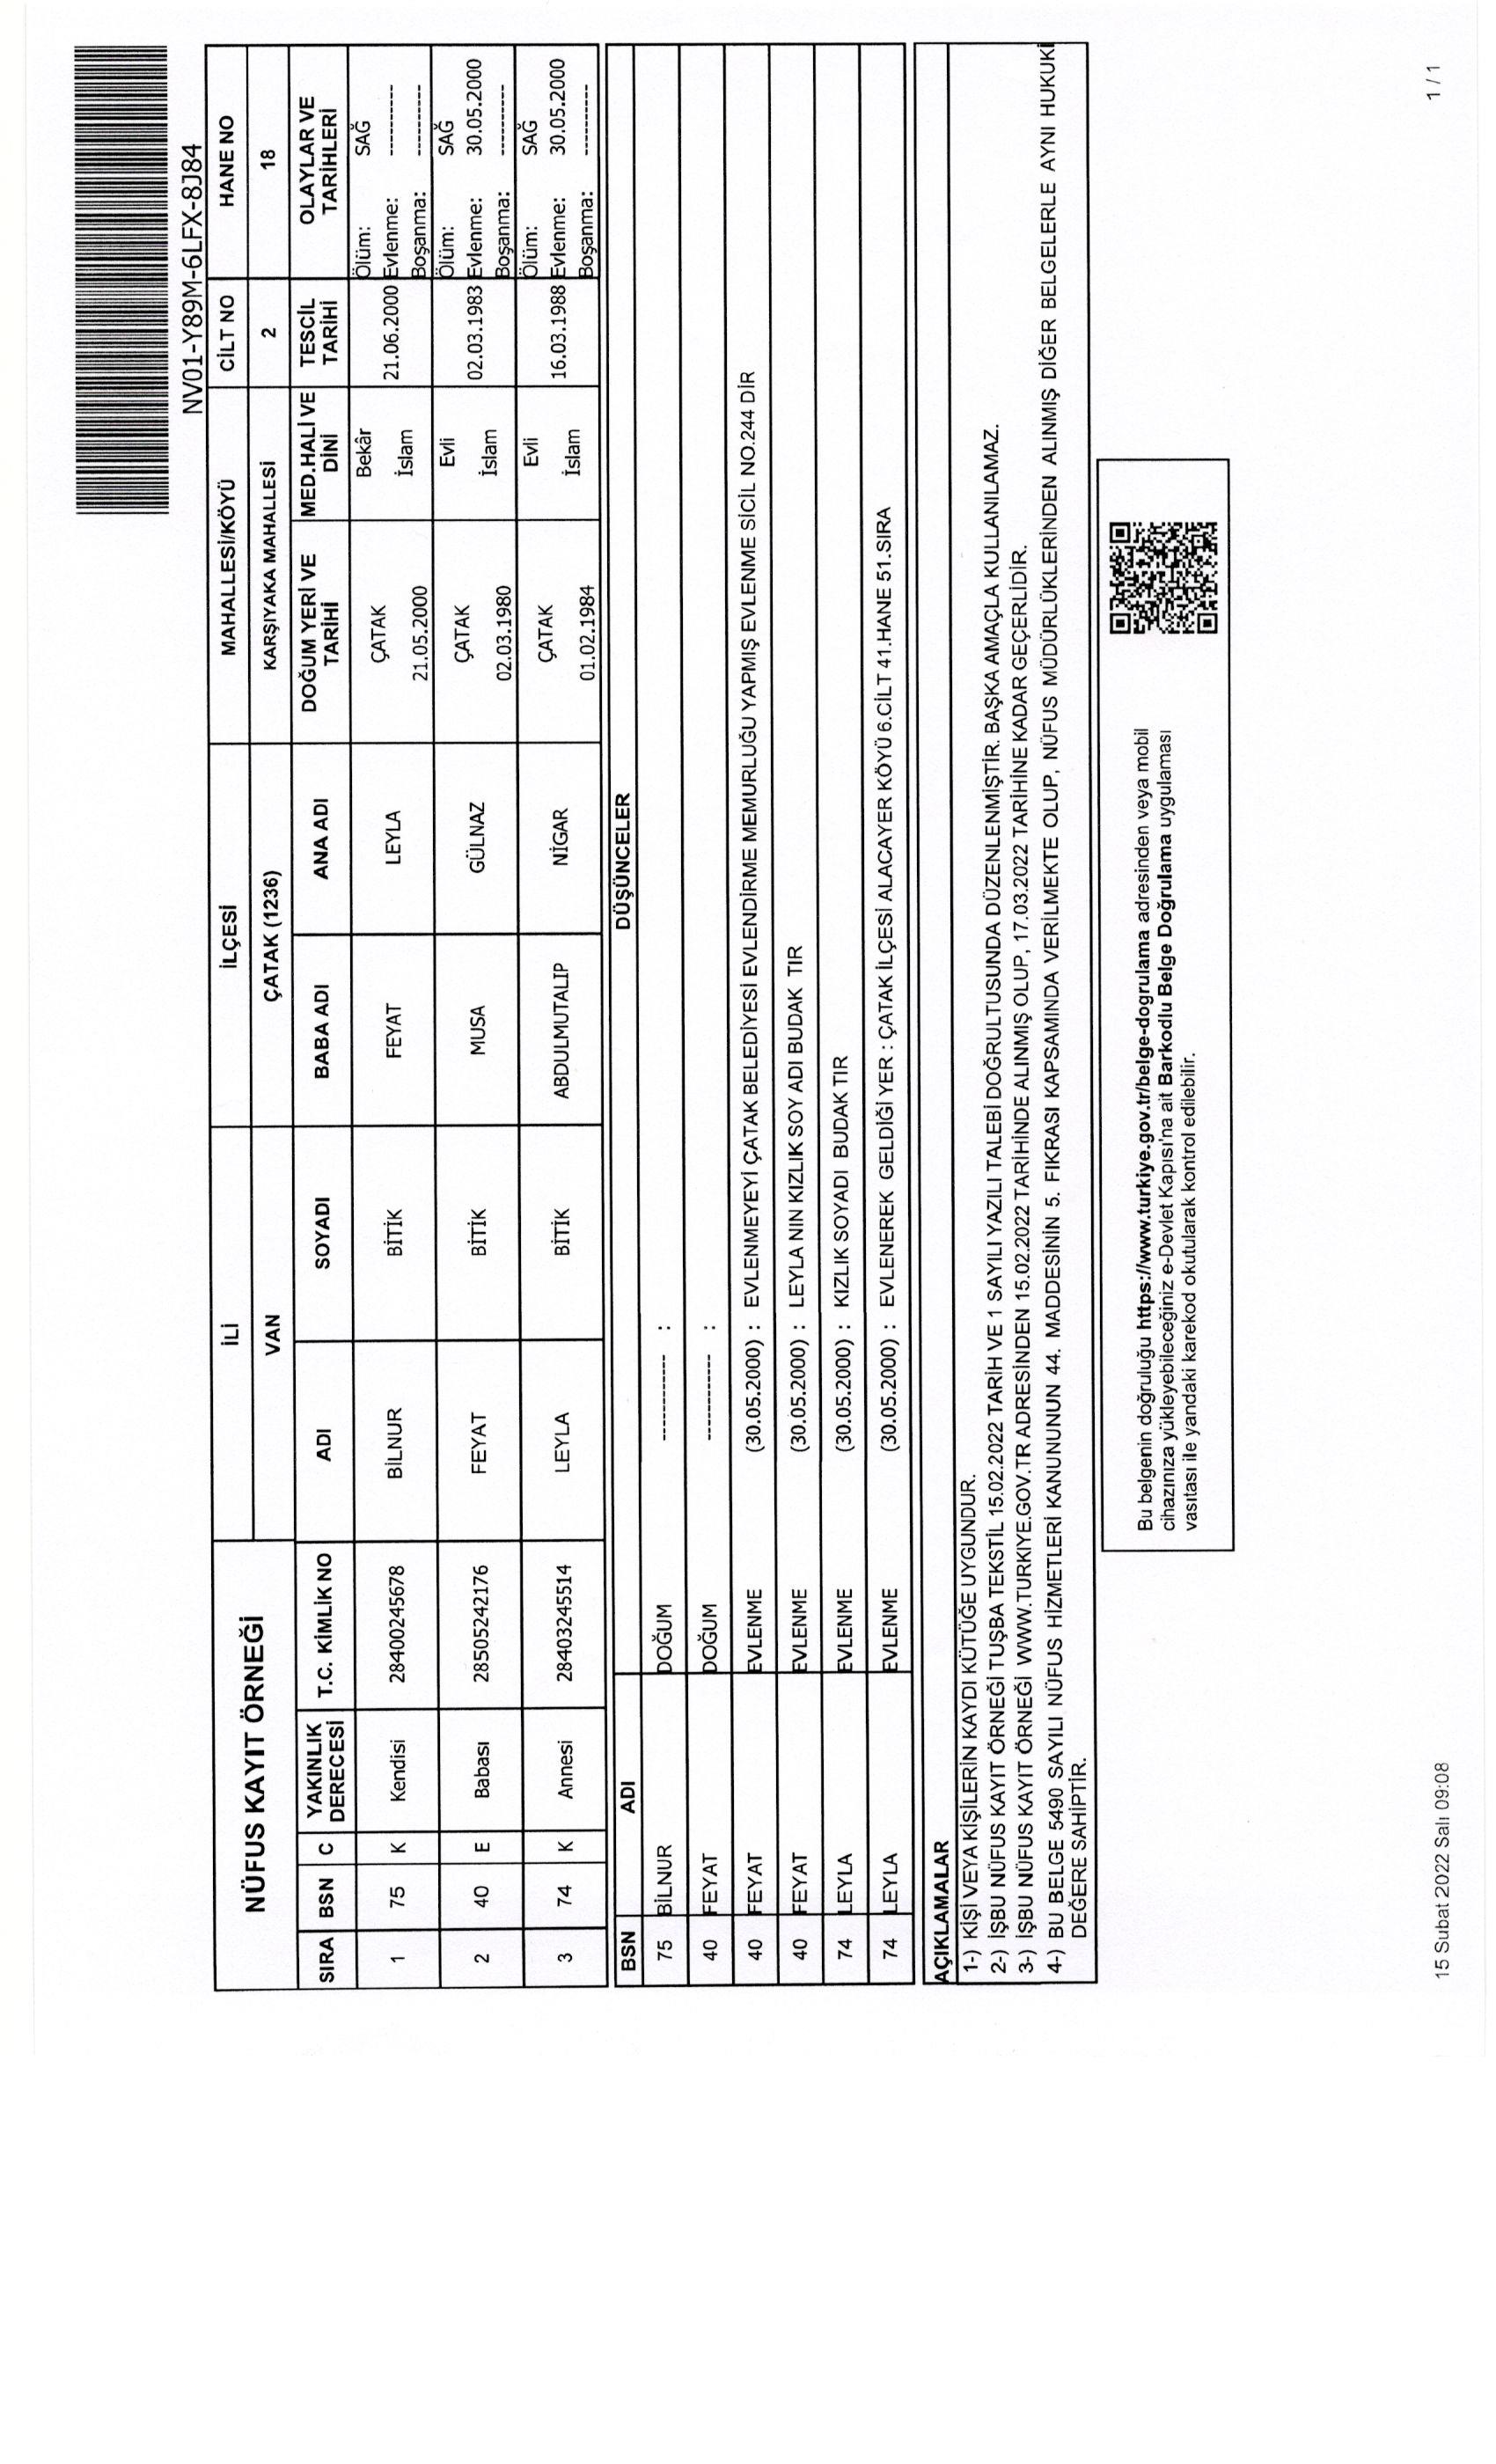 NV01-Y89M-6LFX-8J84
NÜFUS KAYIT ÖRNEĞİ
İLİ İLÇESİ MAHALLESİ/KÖYÜ CİLT NO HANE NO
VAN ÇATAK (1236) KARŞIYAKA MAHALLESİ 2 18
SIRA BSN C YAKINLIK DERECESİ T.C. KİMLİK NO ADI SOYADI BABA ADI ANA ADI DOĞUM YERİ VE TARİHİ MED.HALİ VE DİNİ TESCİL TARİHİ OLAYLAR VE TARİHLERİ
1 75 K Kendisi 28400245678 BİLNUR BİTİK FEYAT LEYLA ÇATAK 21.05.2000 Bekâr İslam 21.06.2000 Ölüm: SAĞ
Evlenme: ----------
Boşanma: ----------
2 40 E Babası 28505242176 FEYAT BİTİK MUSA GÜLNAZ ÇATAK 02.03.1980 Evli İslam 02.03.1983 Ölüm: SAĞ
Evlenme: 30.05.2000
Boşanma: ----------
3 74 K Annesi 28403245514 LEYLA BİTİK ABDULMUTALIP NİGAR ÇATAK 01.02.1984 Evli İslam 16.03.1988 Ölüm: SAĞ
Evlenme: 30.05.2000
Boşanma: ----------
BSN ADI DÜŞÜNCELER
75 BİLNUR DOĞUM ------------ :
40 FEYAT DOĞUM ------------ :
40 FEYAT EVLENME (30.05.2000) : EVLENMEYEYİ ÇATAK BELEDİYESİ EVLENDİRME MEMURLUĞU YAPMIŞ EVLENME SİCİL NO.244 DİR
40 FEYAT EVLENME (30.05.2000) : LEYLA NIN KIZLIK SOY ADI BUDAK TIR
74 LEYLA EVLENME (30.05.2000) : KIZLIK SOYADI BUDAK TIR
74 LEYLA EVLENME (30.05.2000) : EVLENEREK GELDİĞİ YER : ÇATAK İLÇESİ ALACAYER KÖYÜ 6.CİLT 41.HANE 51.SIRA
AÇIKLAMALAR
1-) KİŞİ VEYA KİŞİLERİN KAYDI KÜTÜĞE UYGUNDUR.
2-) İŞBU NÜFUS KAYIT ÖRNEĞİ TUŞBA TEKSTİL 15.02.2022 TARİH VE 1 SAYILI YAZILI TALEBİ DOĞRULTUSUNDA DÜZENLENMİŞTİR. BAŞKA AMAÇLA KULLANILAMAZ.
3-) İŞBU NÜFUS KAYIT ÖRNEĞİ WWW.TURKIYE.GOV.TR ADRESİNDEN 15.02.2022 TARİHİNDE ALINMIŞ OLUP, 17.03.2022 TARİHİNE KADAR GEÇERLİDİR.
4-) BU BELGE 5490 SAYILI NÜFUS HİZMETLERİ KANUNUNUN 44. MADDESİNİN 5. FIKRASI KAPSAMINDA VERİLMEKTE OLUP, NÜFUS MÜDÜRLÜKLERİNDEN ALINMIŞ DİĞER BELGELERLE AYNI HUKUKİ
DEĞERE SAHİPTİR.
Bu belgenin doğruluğu https://www.turkiye.gov.tr/belge-dogrulama adresinden veya mobil
cihazınıza yükleyebileceğiniz e-Devlet Kapısı'na ait Barkodlu Belge Doğrulama uygulaması
vasıtası ile yandaki karekod okutularak kontrol edilebilir.
15 Subat 2022 Salı 09:08
1 / 1